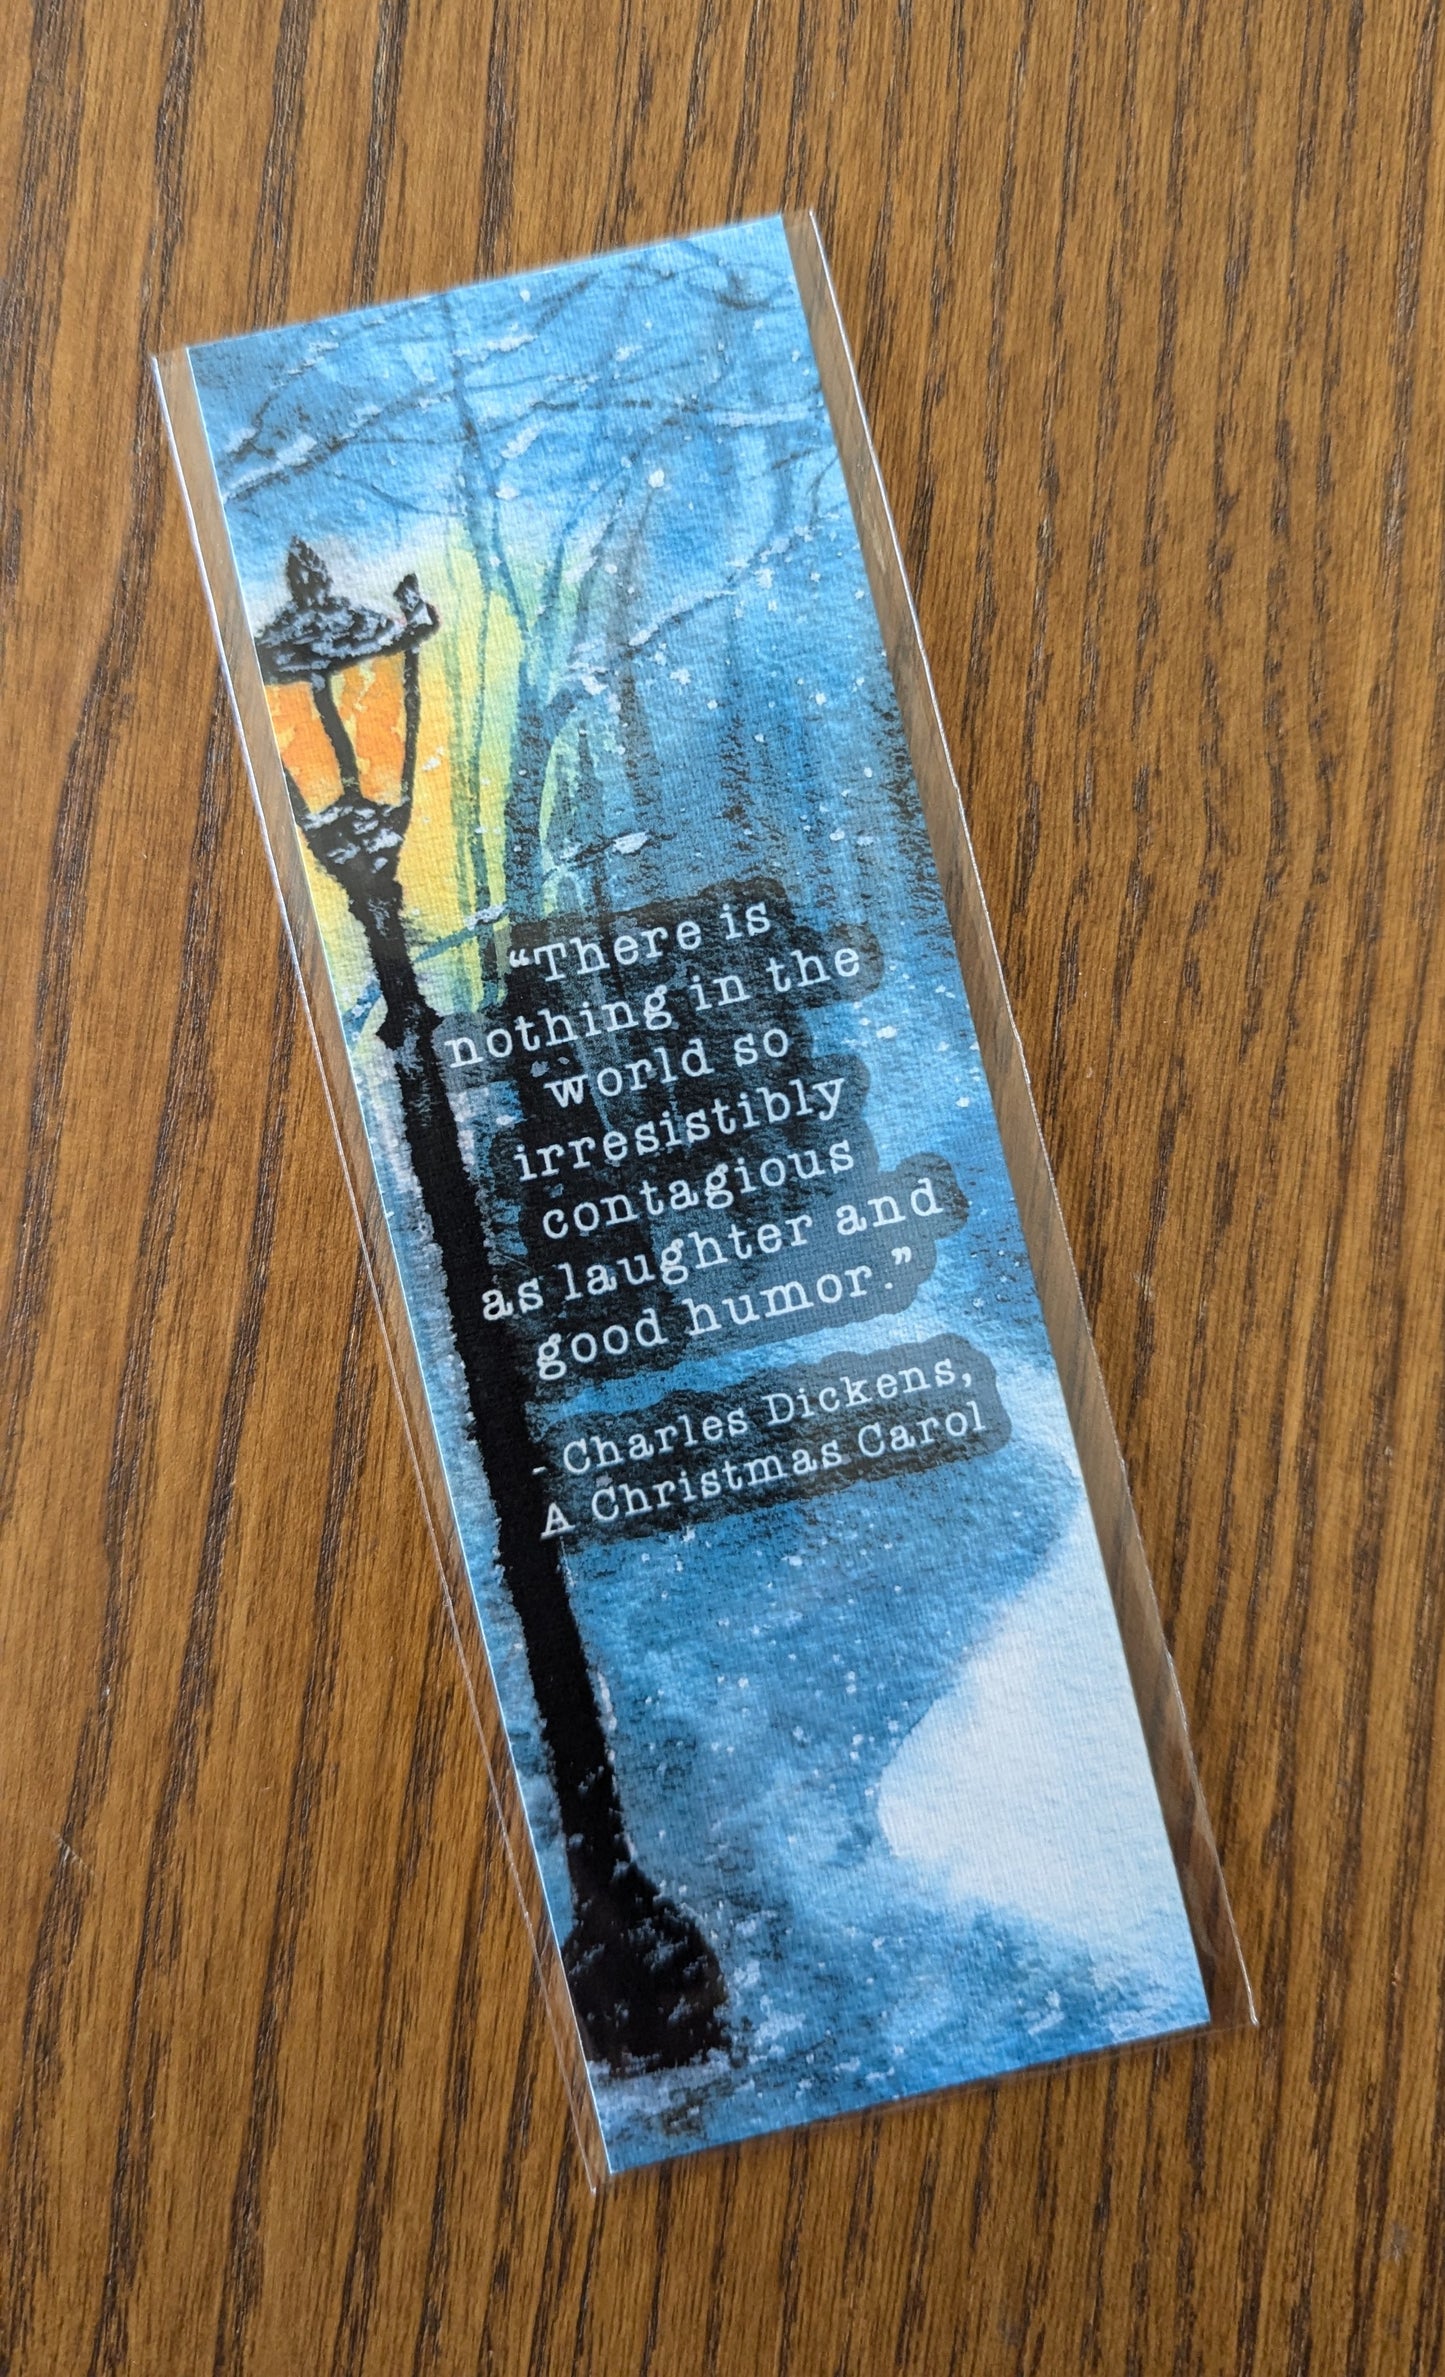 “There is
nothing in the
world so
irresistibly
contagious
as laughter and
good humor.”
- Charles Dickens,
A Christmas Carol